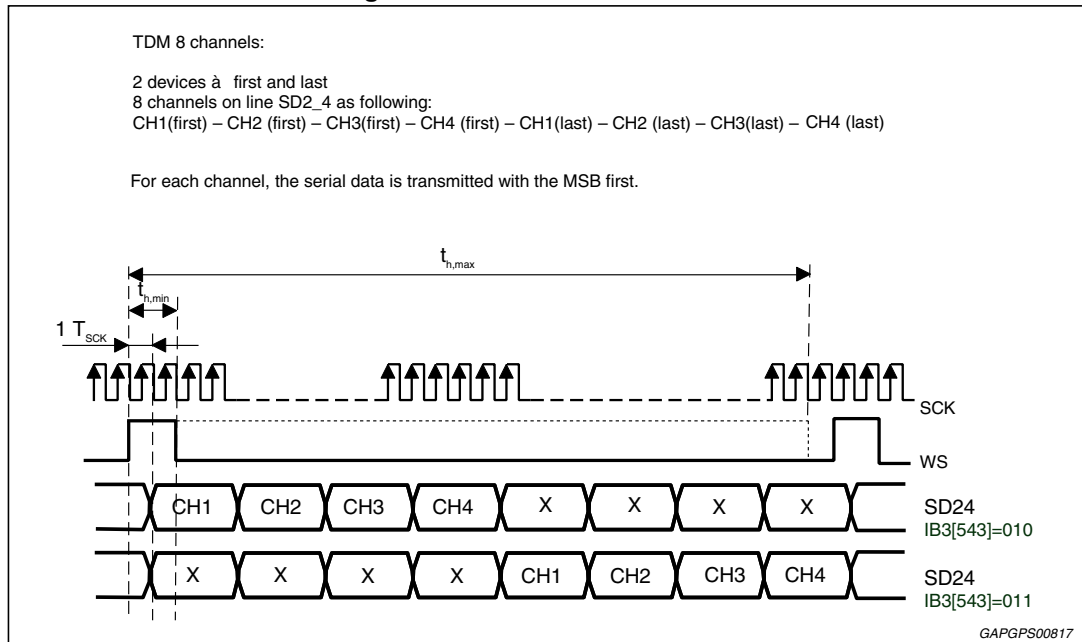 TDM 8 channels:
2 devices à first and last
8 channels on line SD2_4 as following:
CH1(first) – CH2 (first) – CH3(first) – CH4 (first) – CH1(last) – CH2 (last) – CH3(last) – CH4 (last)
For each channel, the serial data is transmitted with the MSB first.
th,max
th,min
1 TSCK
SCK
WS
CH1 CH2 CH3 CH4 X X X X SD24
IB3[543]=010
X X X X CH1 CH2 CH3 CH4 SD24
IB3[543]=011
GAPGPS00817